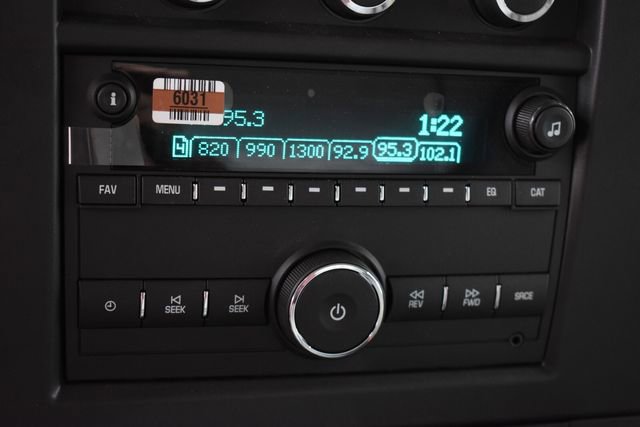 6031
95.3
1:22
4 820 990 1300 92.9 95.3 102.1
FAV MENU EQ CAT
SEEK SEEK REV FWD SRCE